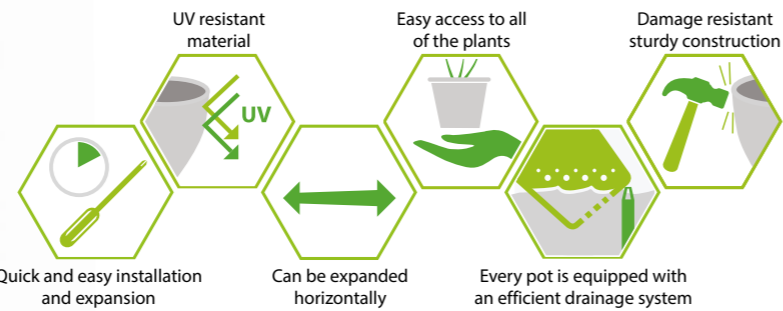 UV resistant
material
Easy access to all
of the plants
Damage resistant
sturdy construction
UV
Quick and easy installation
and expansion
Can be expanded
horizontally
Every pot is equipped with
an efficient drainage system